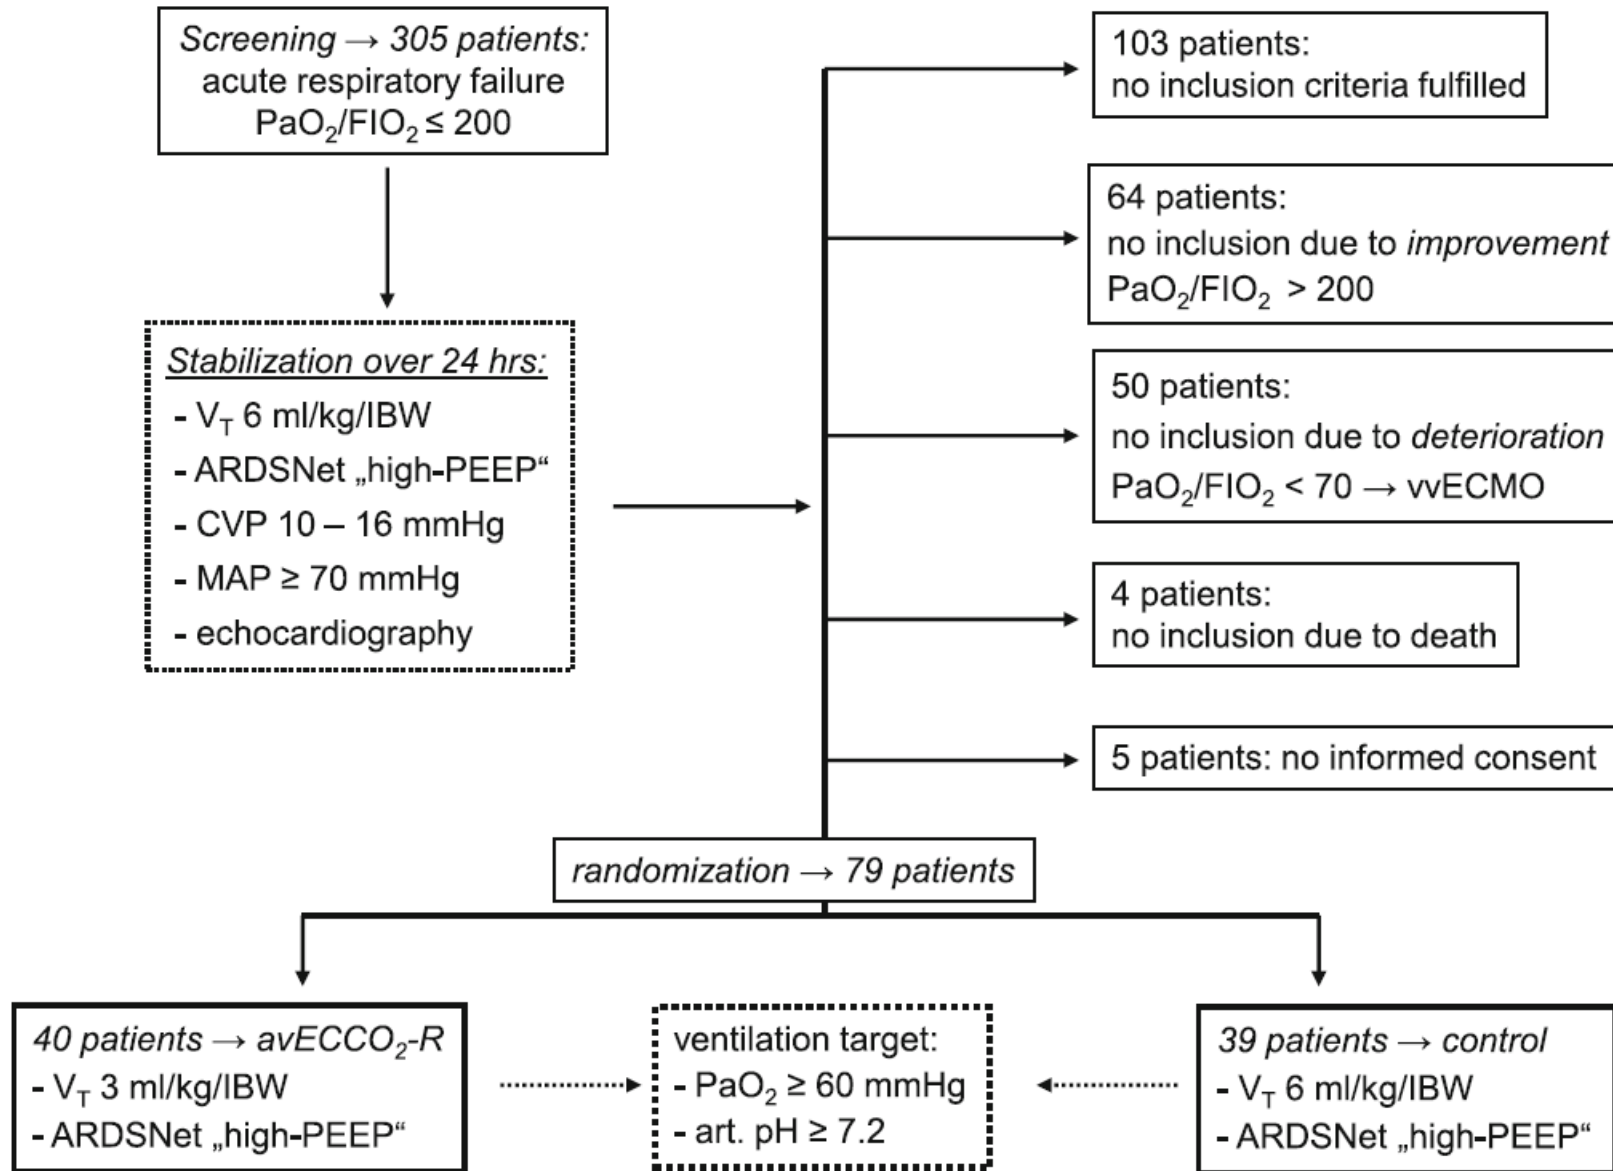 Screening → 305 patients:
acute respiratory failure
PaO₂/FIO₂ ≤ 200
Stabilization over 24 hrs:
- V_T 6 ml/kg/IBW
- ARDSNet „high-PEEP“
- CVP 10 – 16 mmHg
- MAP ≥ 70 mmHg
- echocardiography
103 patients:
no inclusion criteria fulfilled
64 patients:
no inclusion due to improvement
PaO₂/FIO₂ > 200
50 patients:
no inclusion due to deterioration
PaO₂/FIO₂ < 70 → vvECMO
4 patients:
no inclusion due to death
5 patients: no informed consent
randomization → 79 patients
40 patients → avECCO₂-R
- V_T 3 ml/kg/IBW
- ARDSNet „high-PEEP“
ventilation target:
- PaO₂ ≥ 60 mmHg
- art. pH ≥ 7.2
39 patients → control
- V_T 6 ml/kg/IBW
- ARDSNet „high-PEEP“